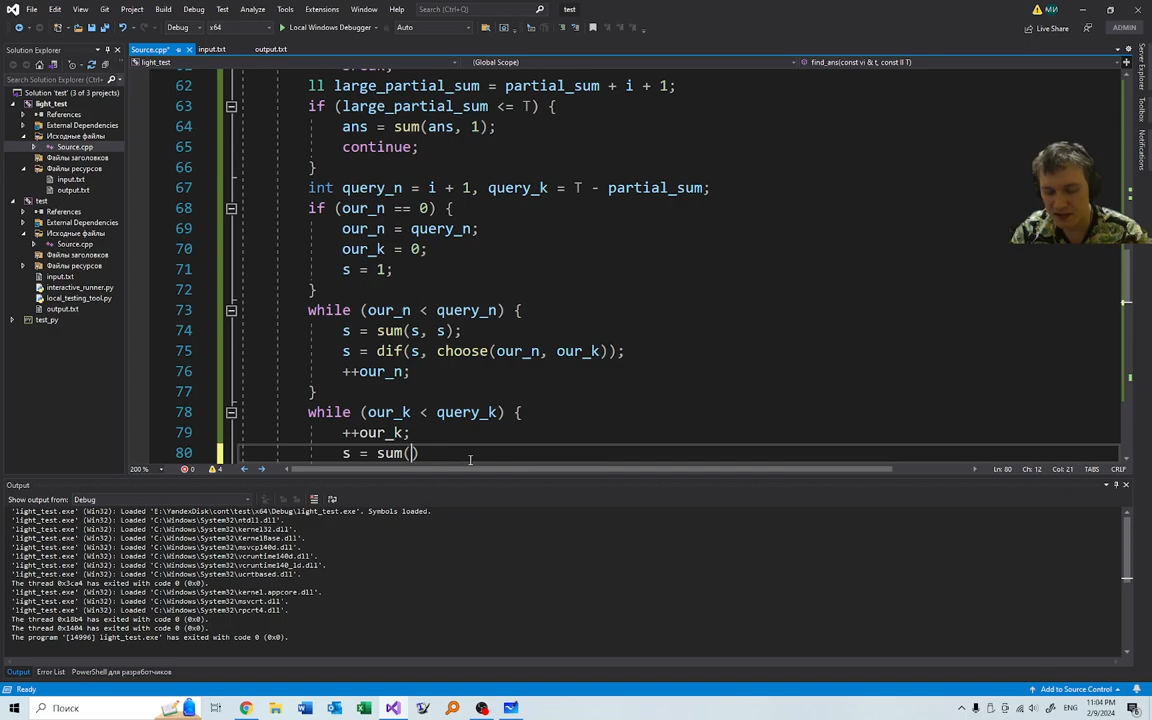 File Edit View Git Project Build Debug Test Analyze Tools Extensions Window Help Search (Ctrl+Q) test
МИ
Debug x64 Local Windows Debugger Auto Live Share ADMIN
Solution Explorer
Search Solution Explorer (Ctrl+
Solution 'test' (3 of 3 projects)
light_test
References
External Dependencies
Исходные файлы
Source.cpp
Файлы заголовков
Файлы ресурсов
input.txt
output.txt
test
References
External Dependencies
Исходные файлы
Source.cpp
Файлы заголовков
Файлы ресурсов
input.txt
interactive_runner.py
local_testing_tool.py
output.txt
test_py
Source.cpp* input.txt output.txt
light_test (Global Scope) find_ans(const vi & t, const ll T)
62 ll large_partial_sum = partial_sum + i + 1;
63 if (large_partial_sum <= T) {
64 ans = sum(ans, 1);
65 continue;
66 }
67 int query_n = i + 1, query_k = T - partial_sum;
68 if (our_n == 0) {
69 our_n = query_n;
70 our_k = 0;
71 s = 1;
72 }
73 while (our_n < query_n) {
74 s = sum(s, s);
75 s = dif(s, choose(our_n, our_k));
76 ++our_n;
77 }
78 while (our_k < query_k) {
79 ++our_k;
80 s = sum()
200 % 0 4 Ln: 80 Ch: 12 Col: 21 TABS CRLF
Output
Show output from: Debug
'light_test.exe' (Win32): Loaded 'E:\YandexDisk\cont\test\x64\Debug\light_test.exe'. Symbols loaded.
'light_test.exe' (Win32): Loaded 'C:\Windows\System32\ntdll.dll'.
'light_test.exe' (Win32): Loaded 'C:\Windows\System32\kernel32.dll'.
'light_test.exe' (Win32): Loaded 'C:\Windows\System32\KernelBase.dll'.
'light_test.exe' (Win32): Loaded 'C:\Windows\System32\msvcp140d.dll'.
'light_test.exe' (Win32): Loaded 'C:\Windows\System32\vcruntime140d.dll'.
'light_test.exe' (Win32): Loaded 'C:\Windows\System32\vcruntime140_1d.dll'.
'light_test.exe' (Win32): Loaded 'C:\Windows\System32\ucrtbased.dll'.
The thread 0x3ca4 has exited with code 0 (0x0).
'light_test.exe' (Win32): Loaded 'C:\Windows\System32\kernel.appcore.dll'.
'light_test.exe' (Win32): Loaded 'C:\Windows\System32\msvcrt.dll'.
'light_test.exe' (Win32): Loaded 'C:\Windows\System32\rpcrt4.dll'.
The thread 0x18b4 has exited with code 0 (0x0).
The thread 0x1404 has exited with code 0 (0x0).
The program '[14996] light_test.exe' has exited with code 0 (0x0).
Output Error List PowerShell для разработчиков
Server Explorer
Toolbox
Notifications
Ready Add to Source Control
Поиск
ENG 11:04 PM
2/9/2024